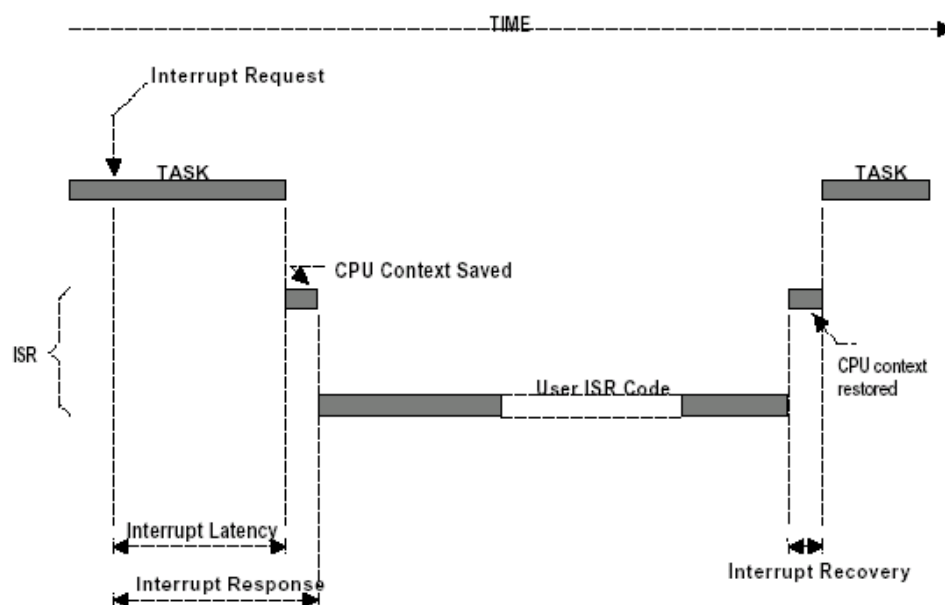 TIME
Interrupt Request
TASK
TASK
CPU Context Saved
ISR
CPU context
restored
User ISR Code
Interrupt Latency
Interrupt Recovery
Interrupt Response